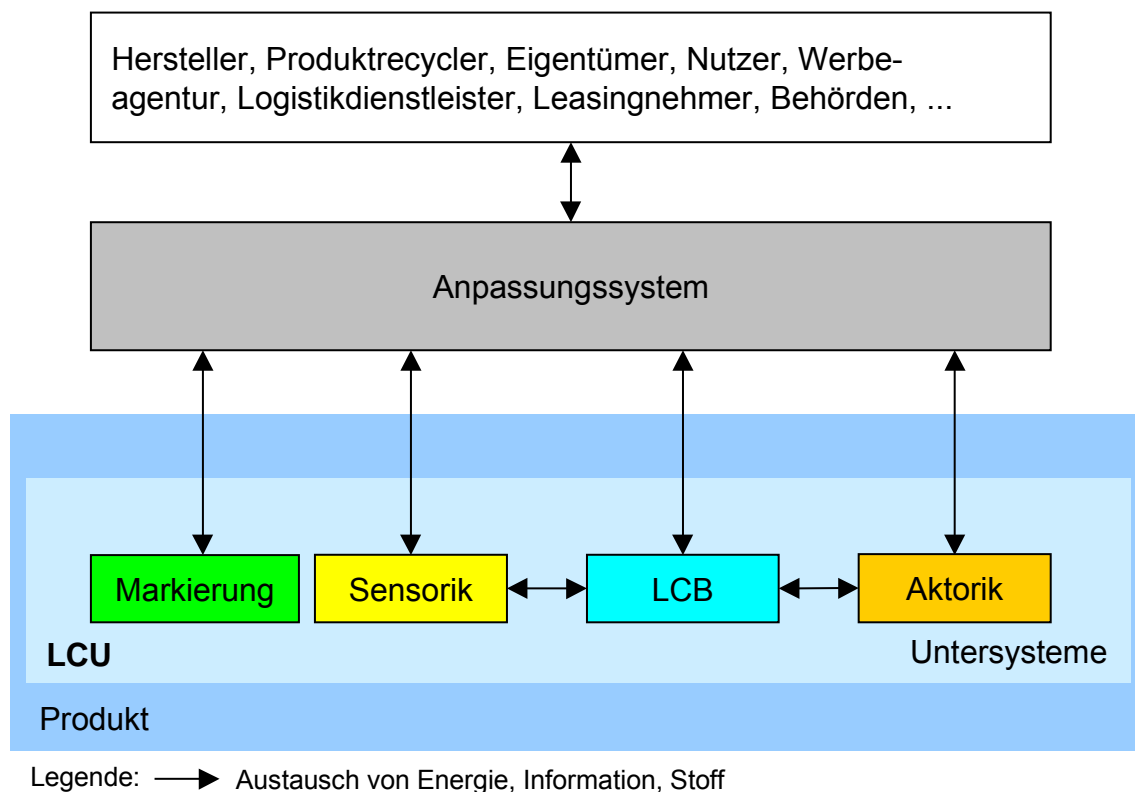 Hersteller, Produktrecycler, Eigentümer, Nutzer, Werbe-
agentur, Logistikdienstleister, Leasingnehmer, Behörden, ...
Anpassungssystem
Markierung
Sensorik
LCB
Aktorik
LCU
Untersysteme
Produkt
Legende:
Austausch von Energie, Information, Stoff